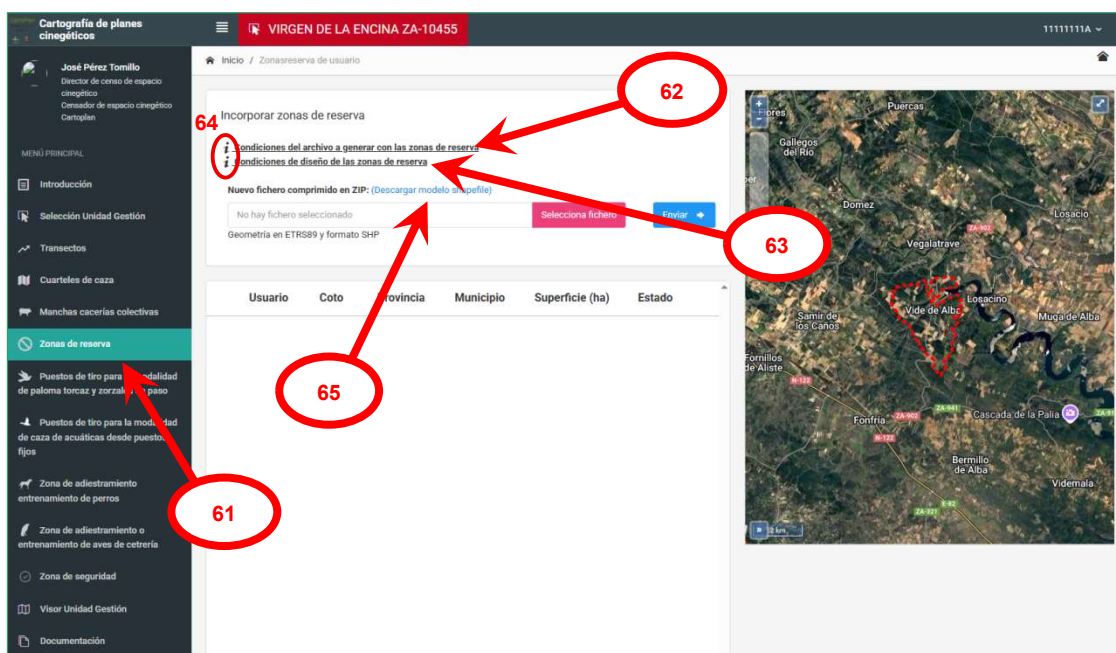 Cartografía de planes
cinegéticos
VIRGEN DE LA ENCINA ZA-10455
11111111A
José Pérez Tomillo
Director de censo de espacio
cinegético
Censador de espacio cinegético
Cartoplan
MENÚ PRINCIPAL
Introducción
Selección Unidad Gestión
Transectos
Cuarteles de caza
Manchas cacerías colectivas
Zonas de reserva
Puestos de tiro para modalidad
de paloma torcaz y zorzales paso
Puestos de tiro para la modalidad
de caza de acuáticas desde puestos
fijos
Zona de adiestramiento
entrenamiento de perros
Zona de adiestramiento o
entrenamiento de aves de cetrería
Zona de seguridad
Visor Unidad Gestión
Documentación
Inicio / Zonasreserva de usuario
Incorporar zonas de reserva
Condiciones del archivo a generar con las zonas de reserva
Condiciones de diseño de las zonas de reserva
Nuevo fichero comprimido en ZIP: (Descargar modelo shapefile)
No hay fichero seleccionado
Selecciona fichero
Enviar
Geometría en ETRS89 y formato SHP
Usuario Coto Provincia Municipio Superficie (ha) Estado
61
62
63
64
65
Flores
Puercas
Gallegos
del Río
Domez
Losacio
ZA-902
Vegalatrave
Losacino
Vide de Alba
Muga de Alba
Samir de
los Caños
Fornillos
de Aliste
N-122
Fonfría
ZA-902
ZA-941
Cascada de la Palla
N-122
Bermillo
de Alba
Videmala
E-82
ZA-321
2 km